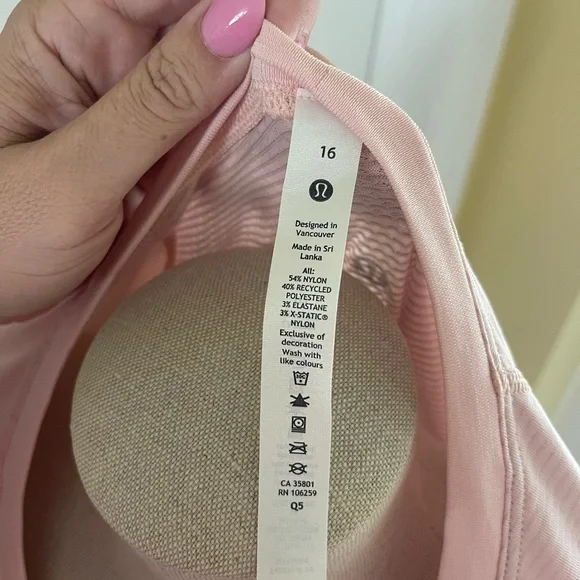 16
Designed in
Vancouver
Made in Sri
Lanka
All:
54% NYLON
40% RECYCLED
POLYESTER
3% ELASTANE
3% X-STATIC®
NYLON
Exclusive of
decoration
Wash with
like colours
CA 35801
RN 106259
Q5